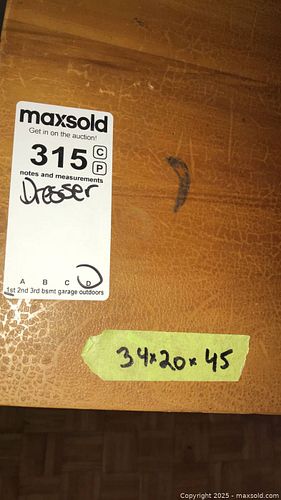 maxsold
Get in on the auction!
315 C
P
notes and measurements
Dresser
A B C D
1st 2nd 3rd bsmt garage outdoors
34x20x45
Copyright 2025 - maxsold.com